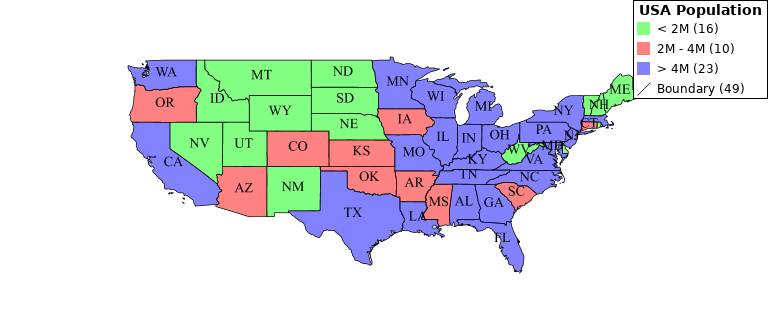 USA Population
< 2M (16)
2M - 4M (10)
> 4M (23)
Boundary (49)
WA
MT
ND
MN
OR
ID
WY
SD
WI
MI
NY
NH
ME
NV
UT
NE
IA
IL
IN
OH
PA
CA
CO
KS
MO
KY
WV
VA
AZ
NM
OK
AR
TN
NC
TX
LA
MS
AL
GA
SC
FL